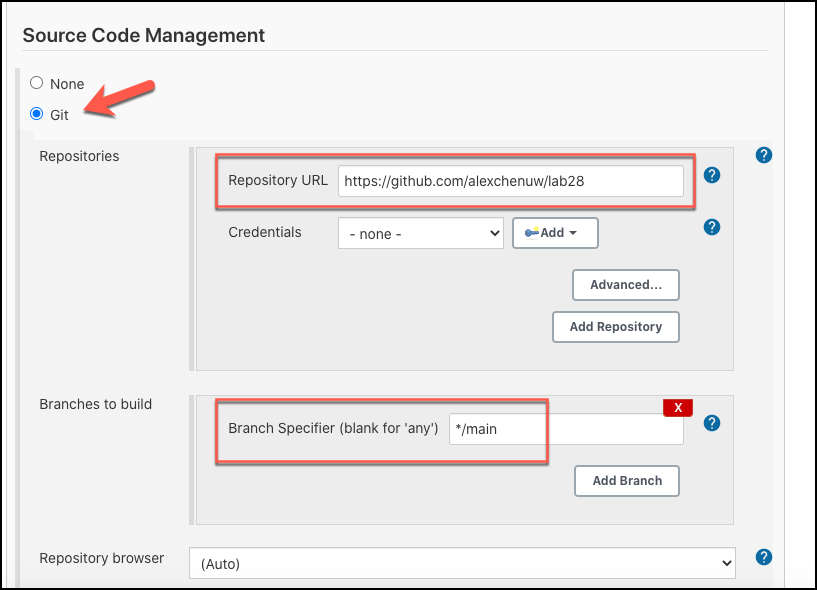 Source Code Management
None
Git
Repositories
Repository URL https://github.com/alexchenuw/lab28
Credentials - none - Add
Advanced...
Add Repository
Branches to build
X
Branch Specifier (blank for 'any') */main
Add Branch
Repository browser (Auto)